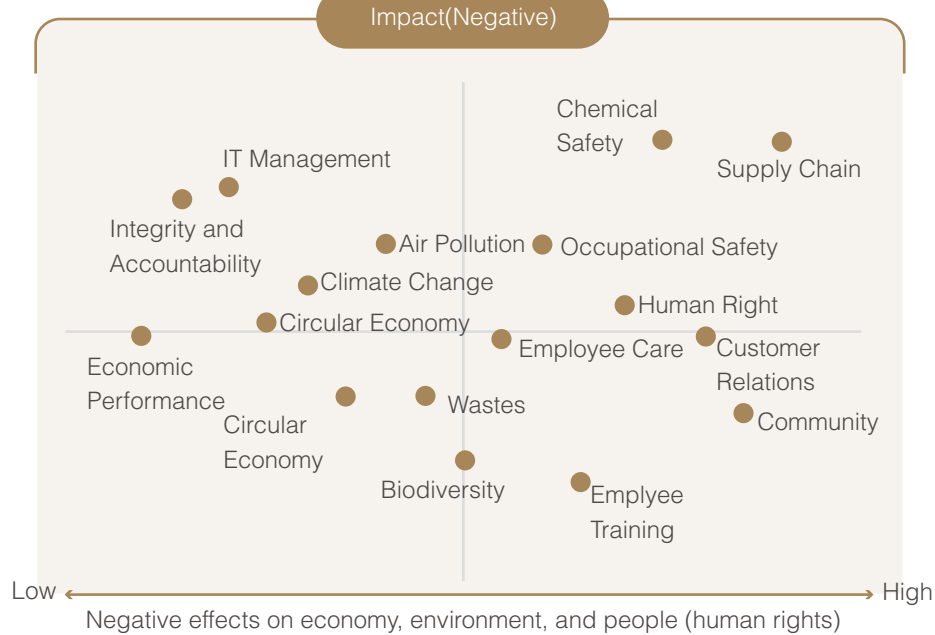 Impact(Negative)
Chemical
Safety
Supply Chain
IT Management
Integrity and
Accountability
Air Pollution
Occupational Safety
Climate Change
Human Right
Circular Economy
Employee Care
Customer
Relations
Economic
Performance
Circular
Economy
Wastes
Community
Biodiversity
Emplyee
Training
Low
High
Negative effects on economy, environment, and people (human rights)